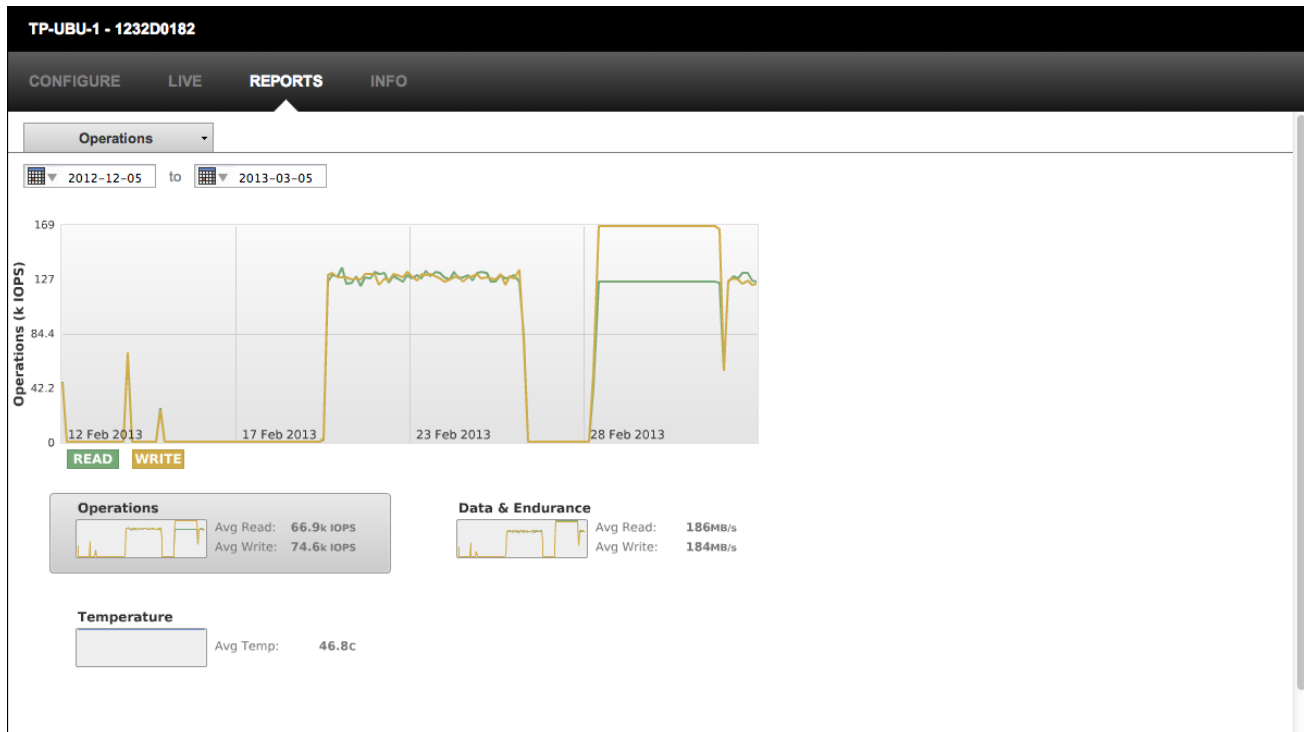 TP-UBU-1 - 1232D0182
CONFIGURE LIVE REPORTS INFO
Operations
2012-12-05 to 2013-03-05
Operations (k IOPS)
169
127
84.4
42.2
0
12 Feb 2013 17 Feb 2013 23 Feb 2013 28 Feb 2013
READ WRITE
Operations
Avg Read: 66.9k IOPS
Avg Write: 74.6k IOPS
Data & Endurance
Avg Read: 186MB/s
Avg Write: 184MB/s
Temperature
Avg Temp: 46.8C